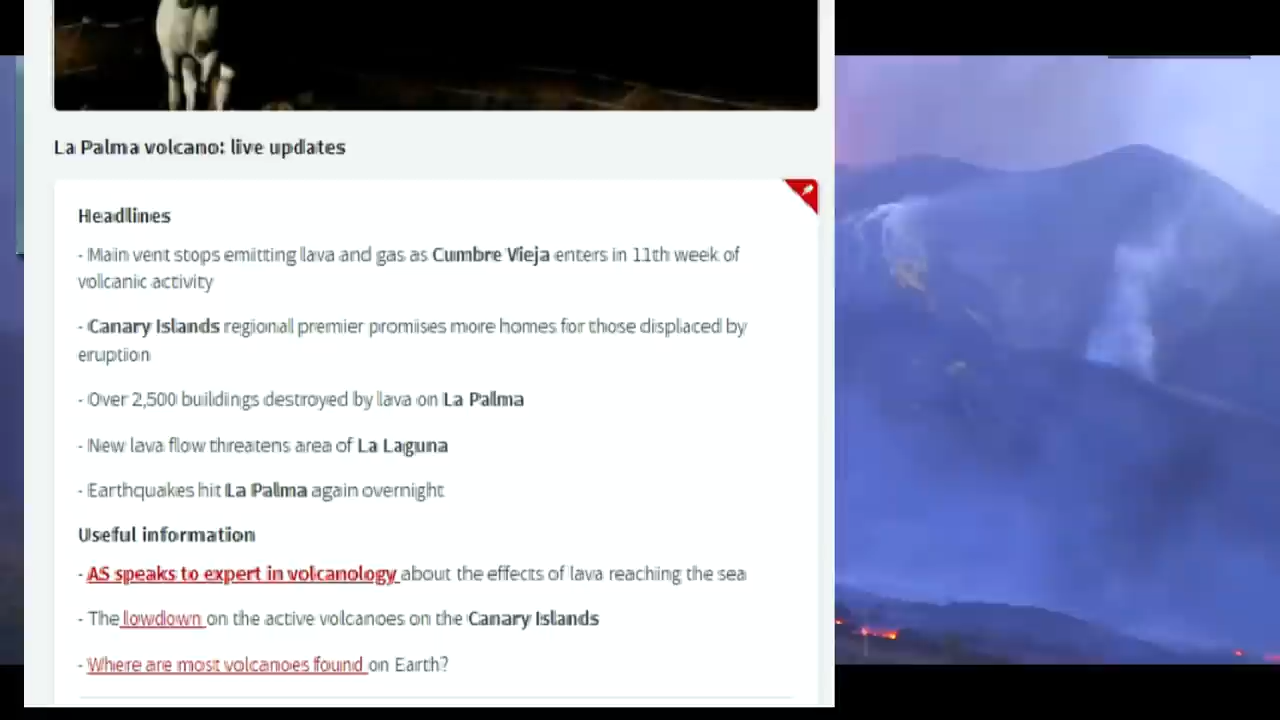 La Palma volcano: live updates
Headlines
- Main vent stops emitting lava and gas as Cumbre Vieja enters in 11th week of
volcanic activity
- Canary Islands regional premier promises more homes for those displaced by
eruption
- Over 2,500 buildings destroyed by lava on La Palma
- New lava flow threatens area of La Laguna
- Earthquakes hit La Palma again overnight
Useful information
- AS speaks to expert in volcanology about the effects of lava reaching the sea
- The lowdown on the active volcanoes on the Canary Islands
- Where are most volcanoes found on Earth?